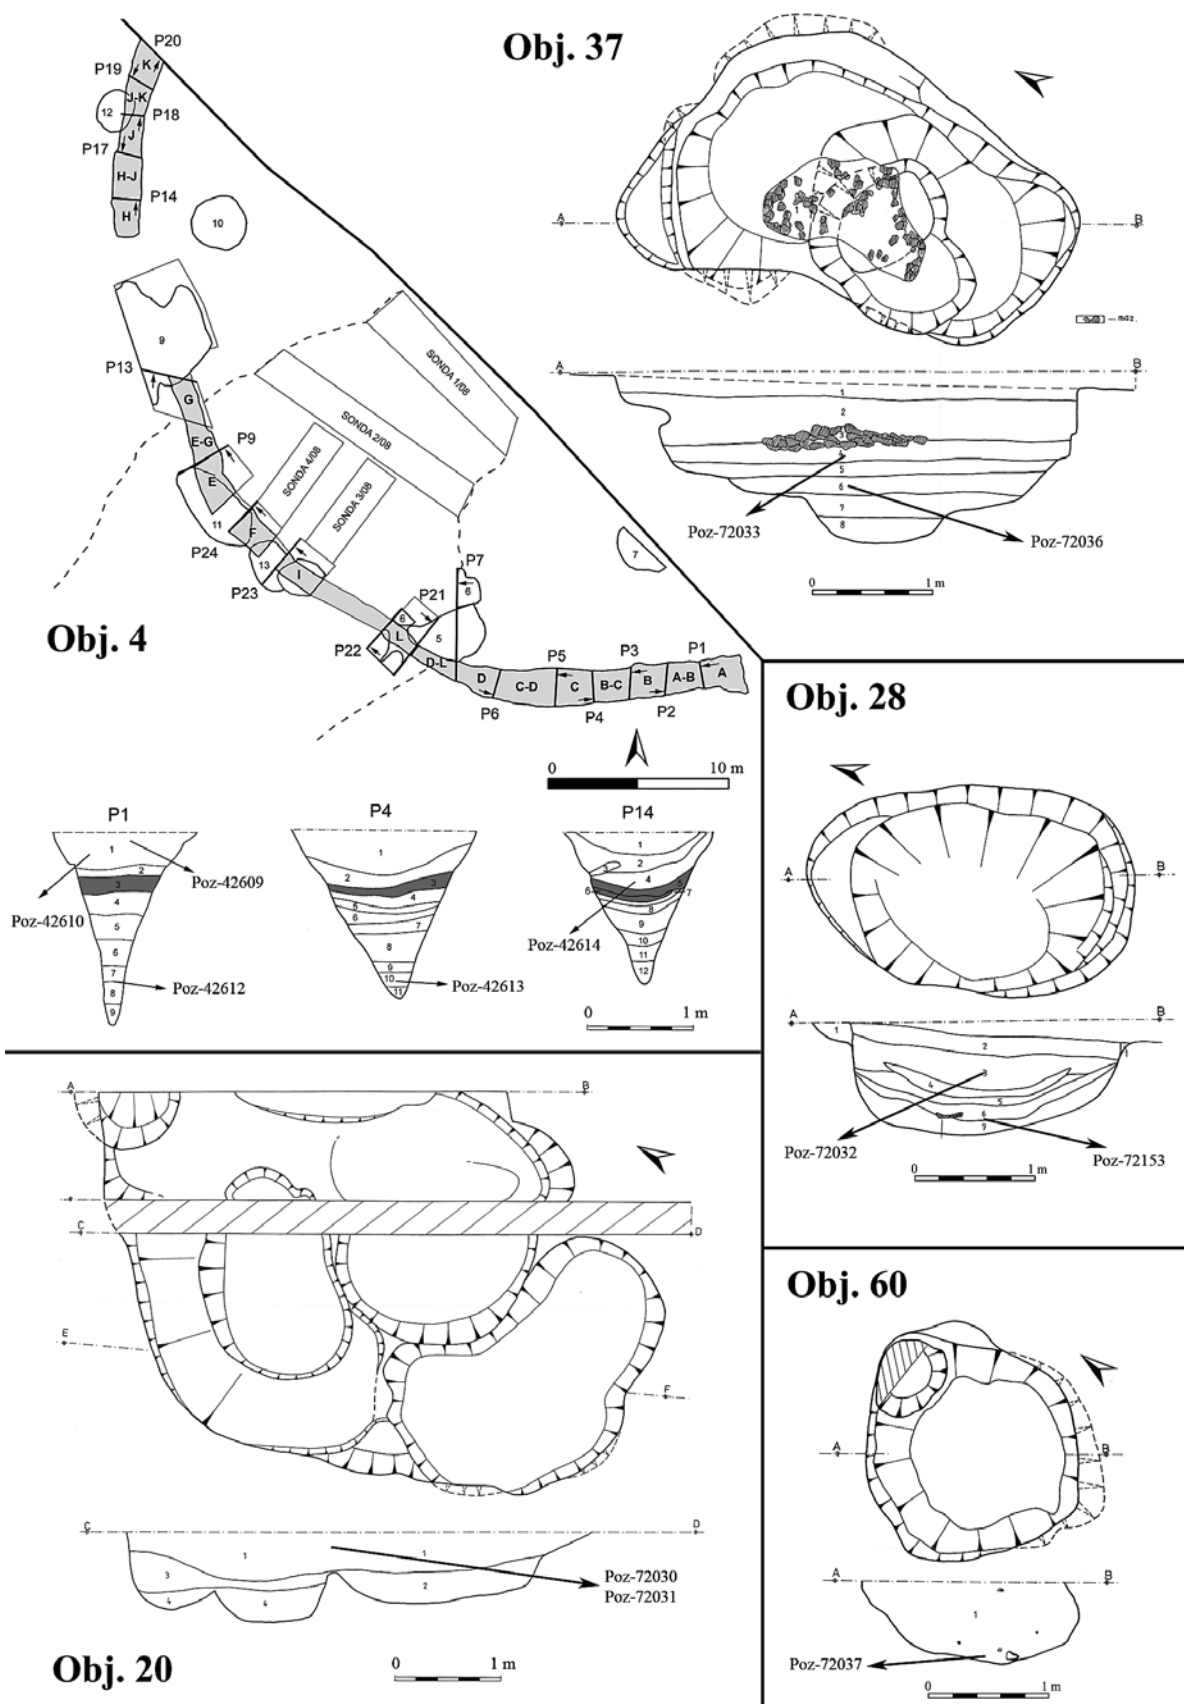 Obj. 37
P20
P19
K
J-K
12
P18
J
P17
H-J
P14
H
10
A
B
maz.
9
P13
G
SONDA 1/08
SONDA 2/08
E-G
P9
SONDA 4/08
E
SONDA 3/08
11
F
P24
13
I
P23
7
P7
6
P21
6
5
L
P22
D-L
Obj. 4
P5
P3
P1
D
C-D
C
B-C
B
A-B
A
P6
P4
P2
0
10 m
A
B
1
2
3
4
5
6
7
8
Poz-72033
Poz-72036
0
1 m
P1
1
2
3
4
5
6
7
8
9
Poz-42609
Poz-42610
Poz-42612
P4
1
2
3
4
5
6
7
8
9
10
11
Poz-42613
P14
1
2
3
4
5
6
7
8
9
10
11
12
Poz-42614
0
1 m
Obj. 28
A
B
A
B
1
2
3
4
5
6
7
1
Poz-72032
Poz-72153
0
1 m
A
B
C
D
E
F
C
D
1
1
3
2
4
4
Poz-72030
Poz-72031
Obj. 20
0
1 m
Obj. 60
A
B
A
B
1
Poz-72037
0
1 m